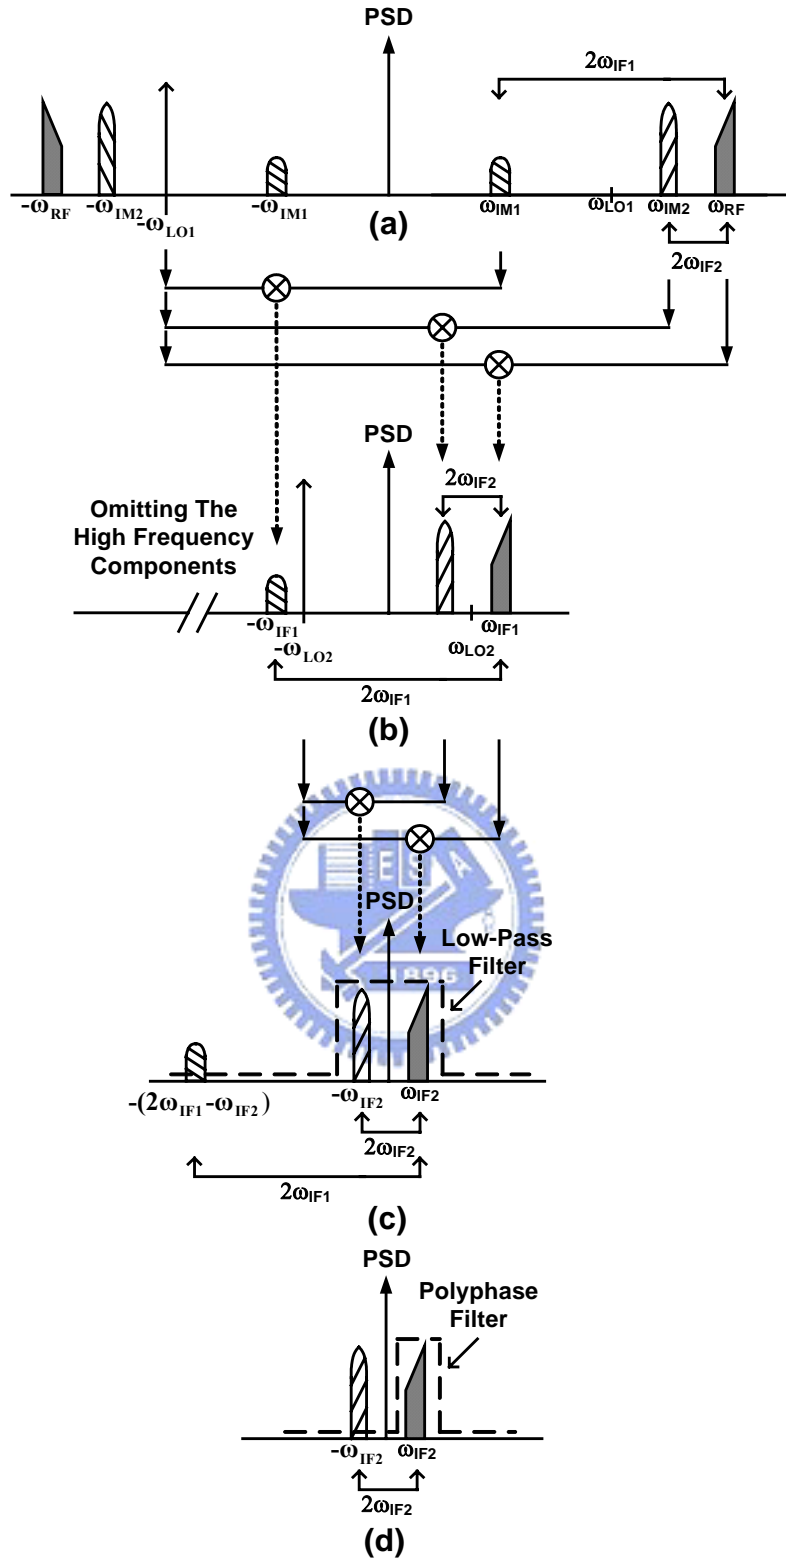 PSD
2ωIF1
-ωRF
-ωIM2
-ωLO1
-ωIM1
ωIM1
ωLO1
ωIM2
ωRF
(a)
2ωIF2
PSD
2ωIF2
Omitting The
High Frequency
Components
-ωIF1
-ωLO2
ωLO2
ωIF1
2ωIF1
(b)
E S A
PSD
Low-Pass
Filter
1896
-(2ωIF1-ωIF2)
-ωIF2
ωIF2
2ωIF2
2ωIF1
(c)
PSD
Polyphase
Filter
-ωIF2
ωIF2
2ωIF2
(d)